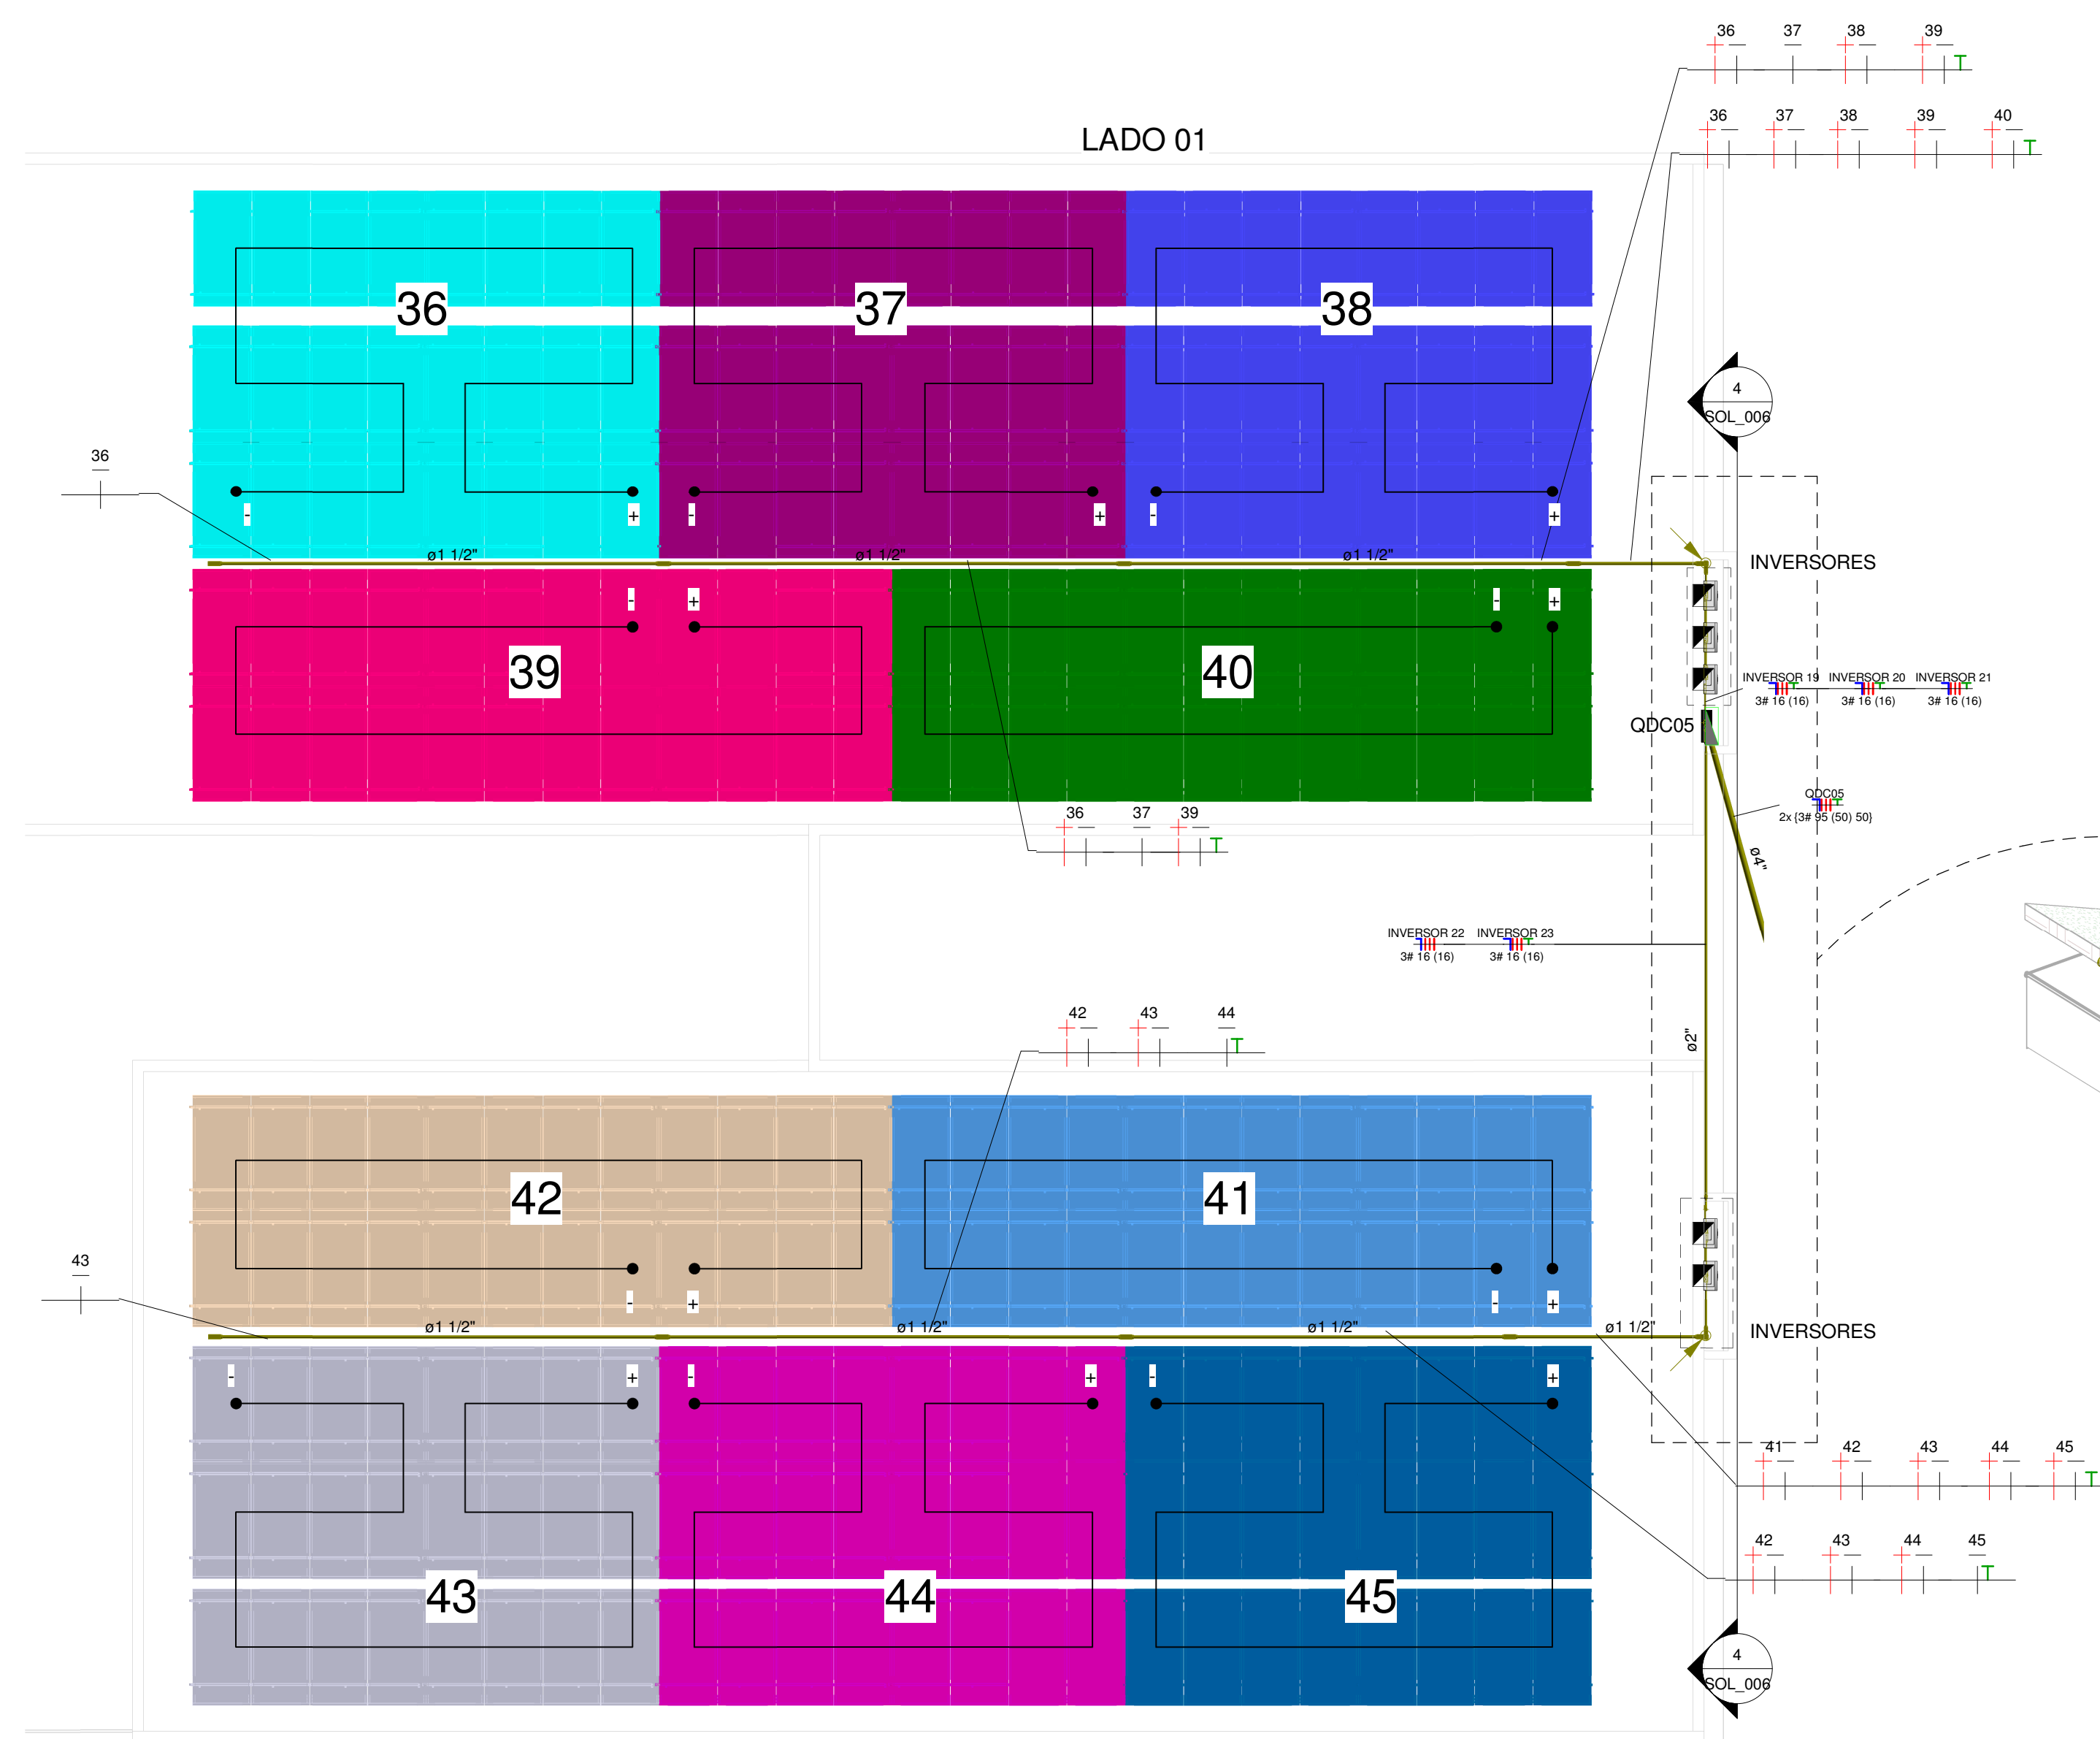 36 37 38 39
+ - - + - + - T
36 37 38 39 40
+ - + - + - + - + - T
LADO 01
36
37
38
4
SOL_006
36
-
- + - + - +
ø1 1/2" ø1 1/2" ø1 1/2"
INVERSORES
- + - +
39
40
INVERSOR 19 INVERSOR 20 INVERSOR 21
3# 16 (16) 3# 16 (16) 3# 16 (16)
QDC05
QDC05
2x {3# 95 (50) 50}
36 37 39
+ - - + - T
ø4"
INVERSOR 22 INVERSOR 23
3# 16 (16) 3# 16 (16)
42 43 44
+ - + - - T
ø2"
42
41
43
-
- + - +
ø1 1/2" ø1 1/2" ø1 1/2" ø1 1/2"
INVERSORES
- + - + - +
41 42 43 44 45
+ - + - + - + - + - T
42 43 44 45
+ - + - + - - T
43
44
45
4
SOL_006